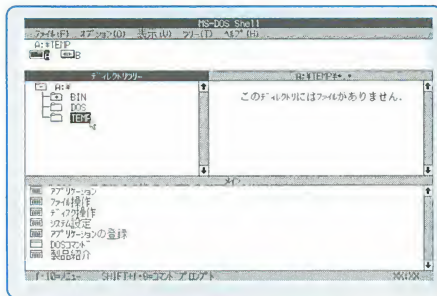 MS-DOS Shell
ファイル(F) オプション(O) 表示(V) ツリー(T) ヘルプ(H)
A:¥TEMP
A B
ディレクトリツリー
A:¥TEMP¥*.*
A:¥
BIN
DOS
TEMP
このディレクトリにはファイルがありません.
メイン
アプリケーション
ファイル操作
ディスク操作
システム設定
アプリケーションの登録
DOSコマンド
製品紹介
f・10=メニュー SHIFT+f・9=コマンド プロンプト